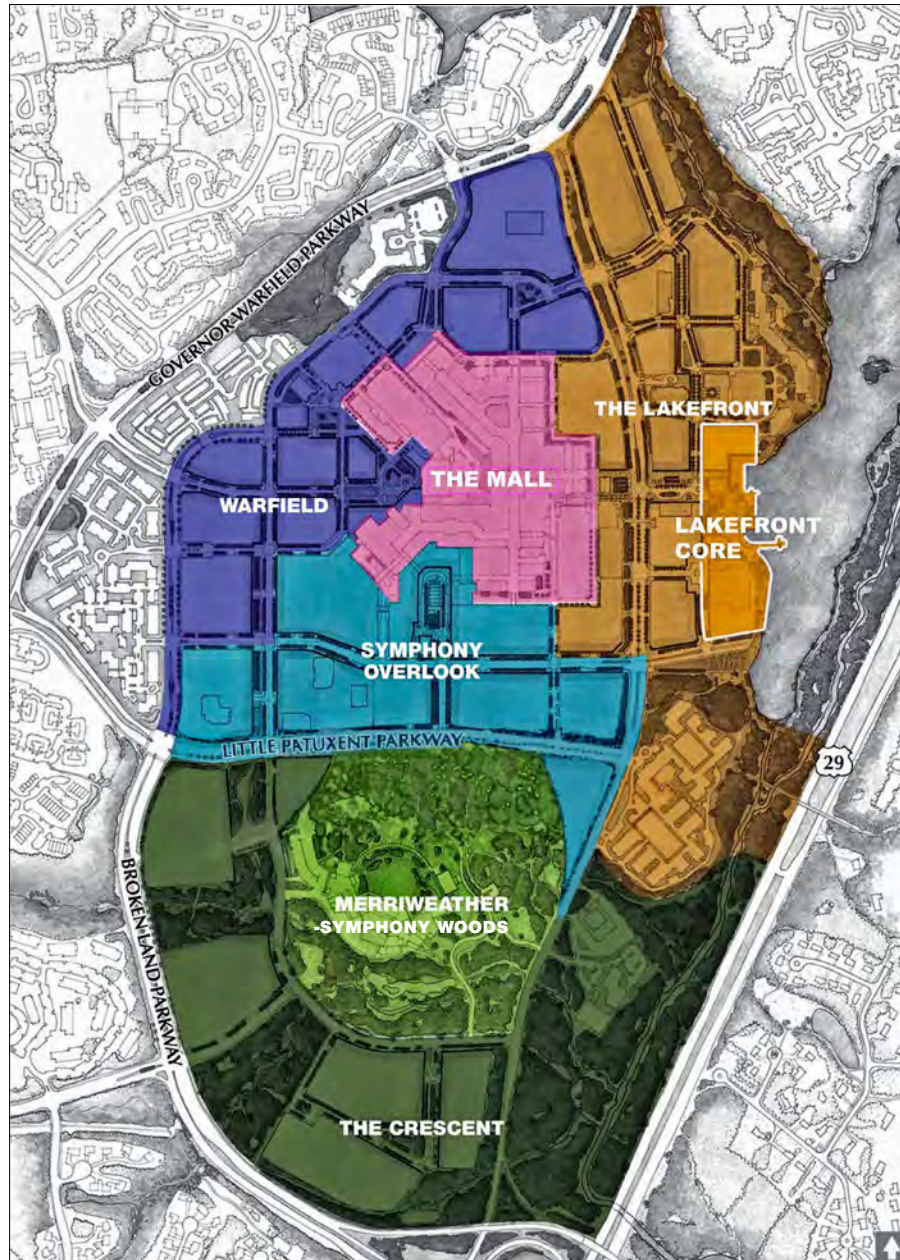 GOVERNOR WARFIELD PARKWAY
THE LAKEFRONT
THE MALL
WARFIELD
LAKEFRONT
CORE
SYMPHONY
OVERLOOK
LITTLE PATUXENT PARKWAY
29
BROKEN LAND PARKWAY
MERRIWEATHER
-SYMPHONY WOODS
THE CRESCENT